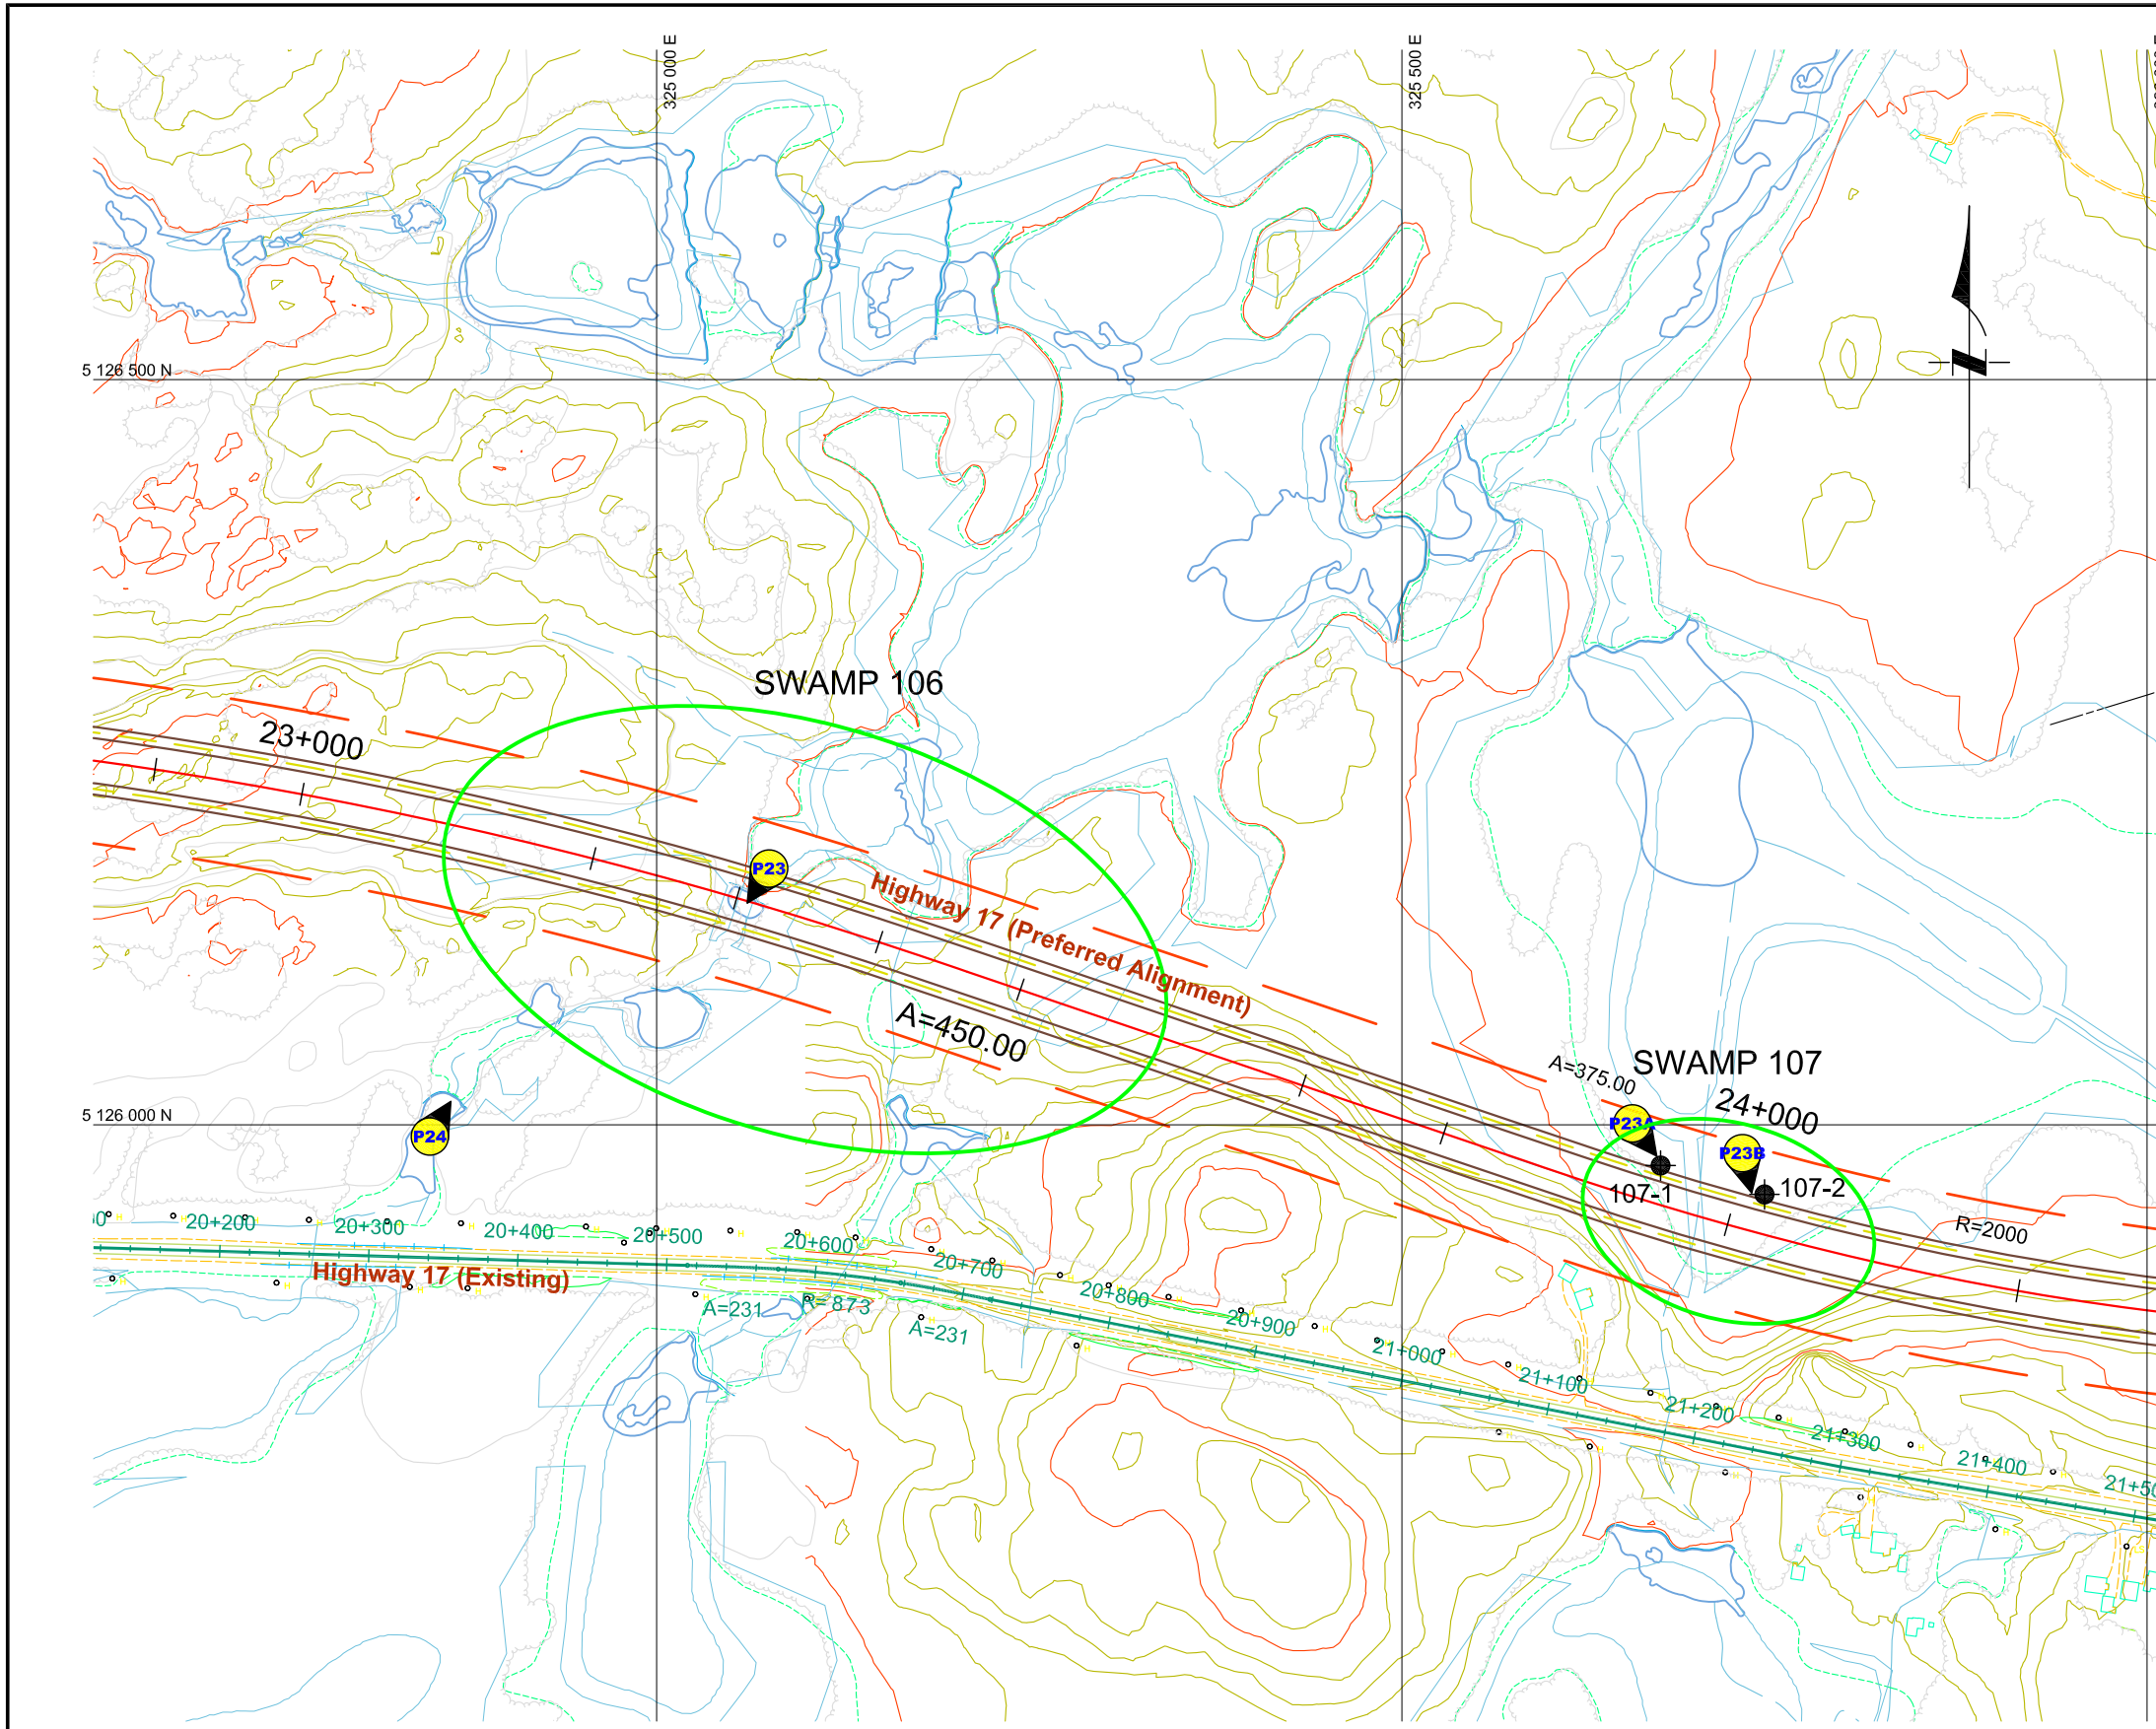 325 000 E
325 500 E
5 126 500 N
SWAMP 106
23+000
P23
Highway 17 (Preferred Alignment)
A=450.00
SWAMP 107
A=375.00
24+000
5 126 000 N
P24
P23A
P23B
107-1
107-2
R=2000
20+200
20+300
20+400
20+500
20+600
20+700
20+800
20+900
21+000
21+100
21+200
21+300
21+400
Highway 17 (Existing)
A=231
R= 873
A=231